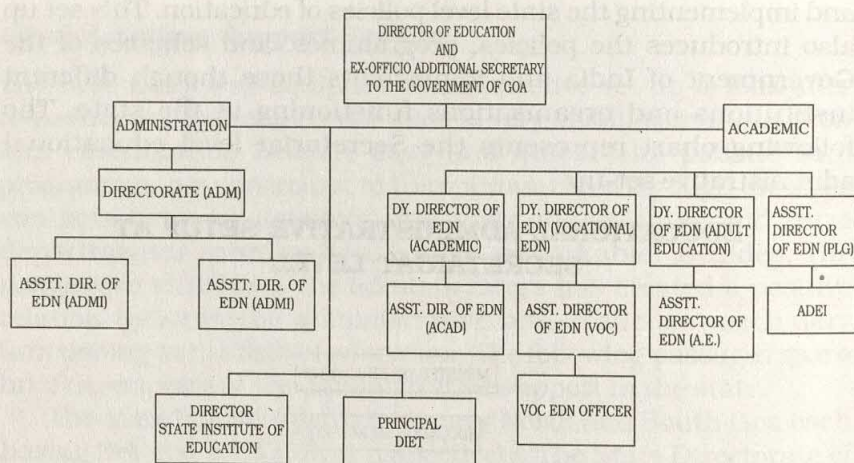 DIRECTOR OF EDUCATION
AND
EX-OFFICIO ADDITIONAL SECRETARY
TO THE GOVERNMENT OF GOA
ADMINISTRATION
ACADEMIC
DIRECTORATE (ADM)
ASSTT. DIR. OF
EDN (ADMI)
ASSTT. DIR. OF
EDN (ADMI)
DY. DIRECTOR OF
EDN
(ACADEMIC)
ASST. DIR. OF EDN
(ACAD)
DY. DIRECTOR OF
EDN (VOCATIONAL
EDN)
ASST. DIRECTOR
OF EDN (VOC)
DY. DIRECTOR
OF EDN (ADULT
EDUCATION)
ASSTT.
DIRECTOR OF
EDN (A.E.)
ASSTT.
DIRECTOR
OF EDN (PLG)
ADEI
DIRECTOR
STATE INSTITUTE OF
EDUCATION
PRINCIPAL
DIET
VOC EDN OFFICER